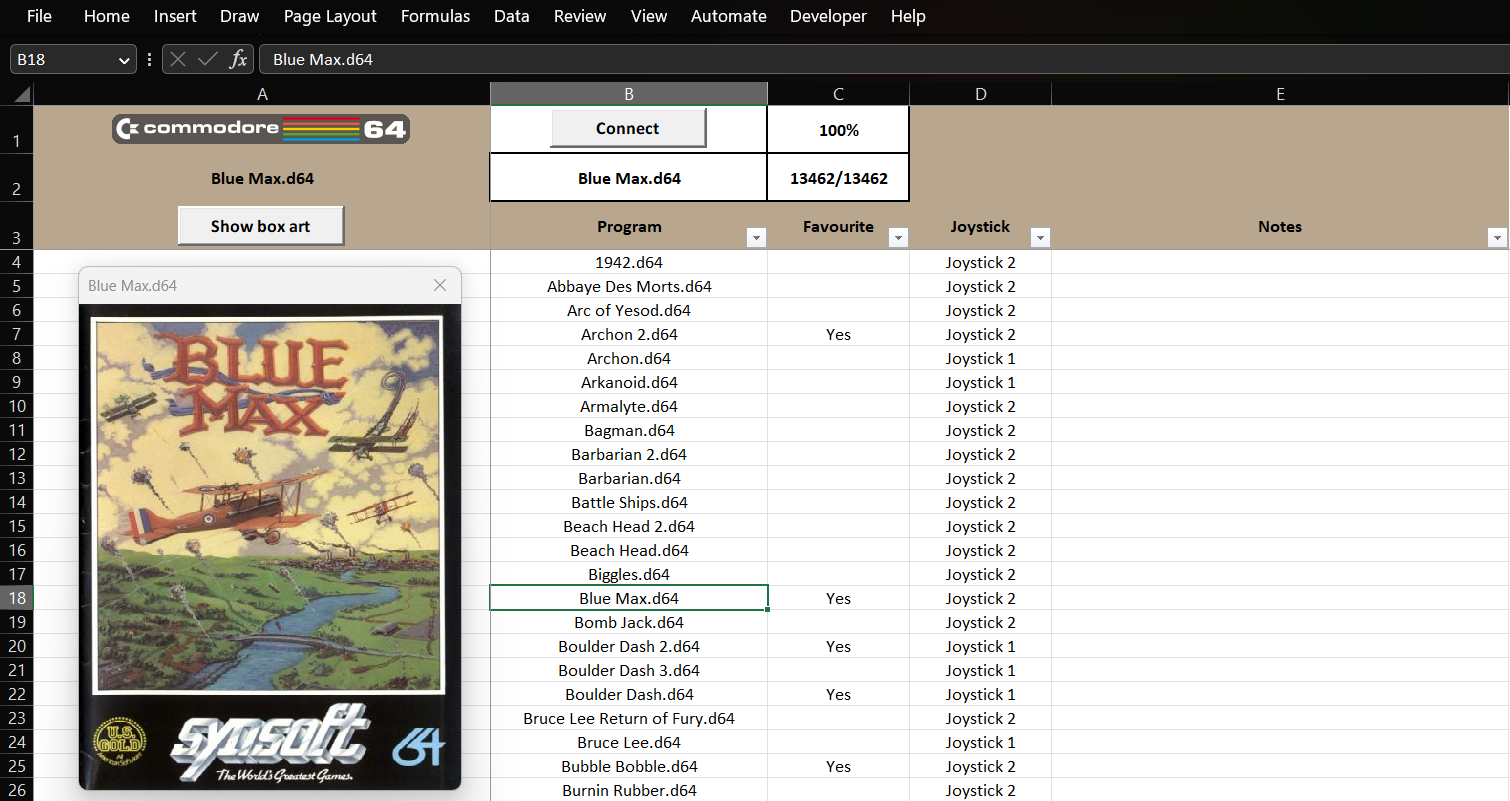 File Home Insert Draw Page Layout Formulas Data Review View Automate Developer Help
B18 fx Blue Max.d64
A B C D E
1 commodore 64 Connect 100%
2 Blue Max.d64 Blue Max.d64 13462/13462
3 Show box art Program Favourite Joystick Notes
4 1942.d64 Joystick 2
5 Abbaye Des Morts.d64 Joystick 2
6 Arc of Yesod.d64 Joystick 2
7 Archon 2.d64 Yes Joystick 2
8 Archon.d64 Joystick 1
9 Arkanoid.d64 Joystick 1
10 Armalyte.d64 Joystick 2
11 Bagman.d64 Joystick 2
12 Barbarian 2.d64 Joystick 2
13 Barbarian.d64 Joystick 2
14 Battle Ships.d64 Joystick 2
15 Beach Head 2.d64 Joystick 2
16 Beach Head.d64 Joystick 2
17 Biggles.d64 Joystick 2
18 Blue Max.d64 Yes Joystick 2
19 Bomb Jack.d64 Joystick 2
20 Boulder Dash 2.d64 Yes Joystick 1
21 Boulder Dash 3.d64 Joystick 1
22 Boulder Dash.d64 Yes Joystick 1
23 Bruce Lee Return of Fury.d64 Joystick 2
24 Bruce Lee.d64 Joystick 1
25 Bubble Bobble.d64 Yes Joystick 2
26 Burnin Rubber.d64 Joystick 2
Blue Max.d64
BLUE
MAX
U.S.
GOLD
All
American Software
synsoft
The World's Greatest Games.
64